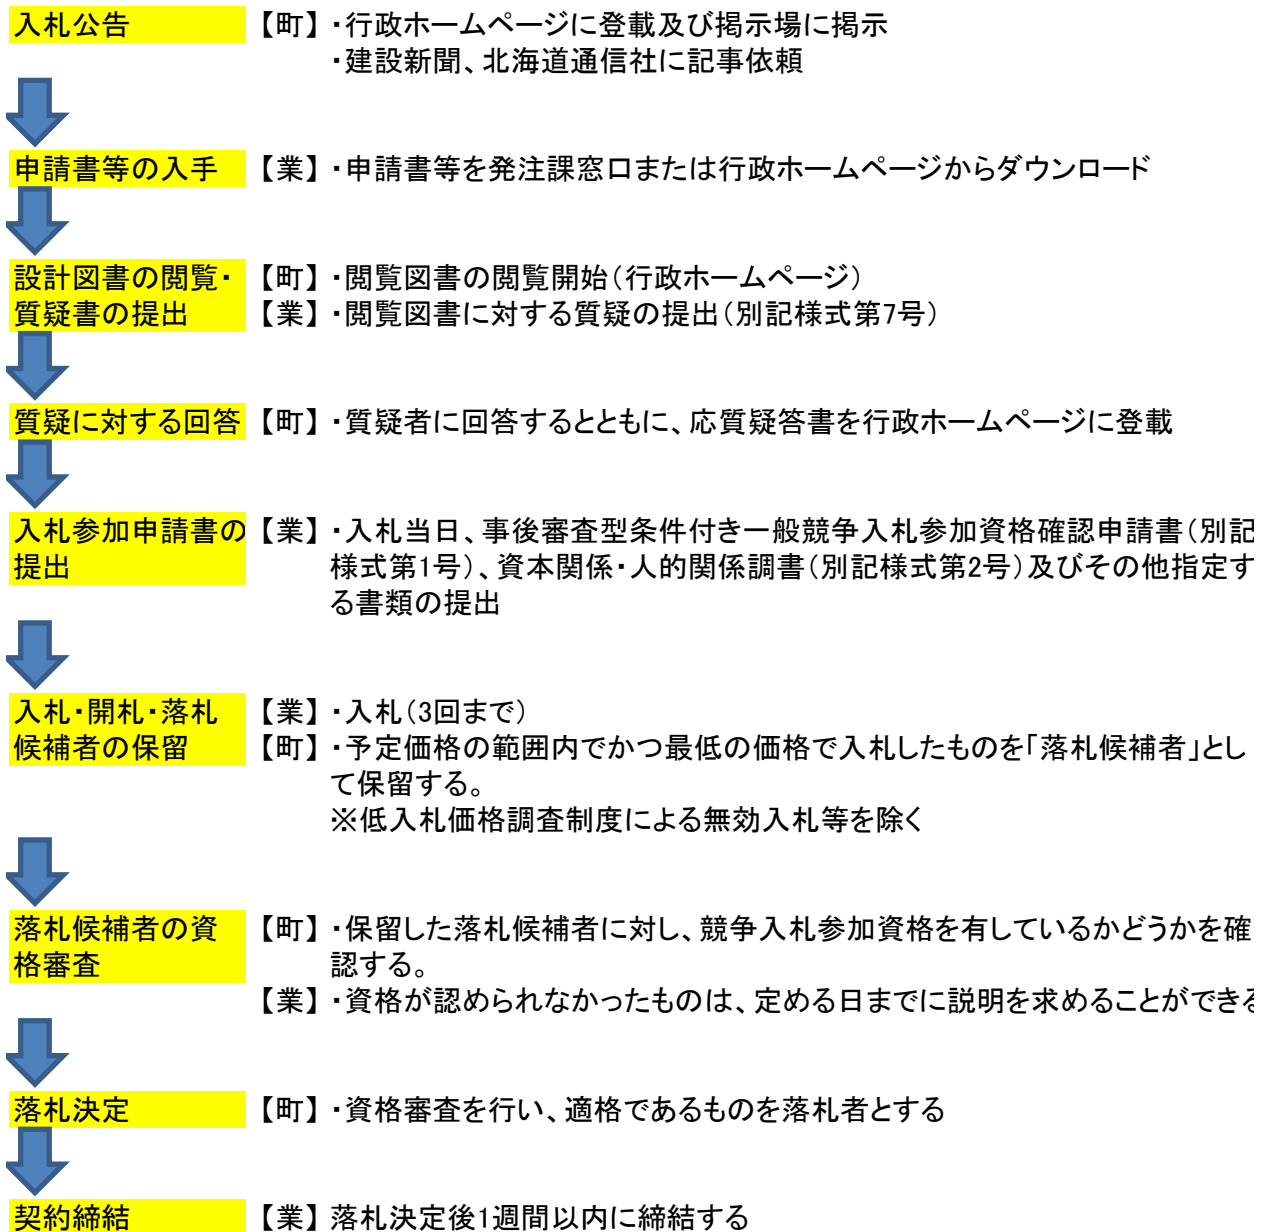 入札公告 【町】・行政ホームページに登載及び掲示場に掲示
・建設新聞、北海道通信社に記事依頼
申請書等の入手 【業】・申請書等を発注課窓口または行政ホームページからダウンロード
設計図書の閲覧・ 【町】・閲覧図書の閲覧開始(行政ホームページ)
質疑書の提出 【業】・閲覧図書に対する質疑の提出(別記様式第7号)
質疑に対する回答 【町】・質疑者に回答するとともに、応質疑答書を行政ホームページに登載
入札参加申請書の 【業】・入札当日、事後審査型条件付き一般競争入札参加資格確認申請書(別記
提出 様式第1号)、資本関係・人的関係調書(別記様式第2号)及びその他指定す
る書類の提出
入札・開札・落札 【業】・入札(3回まで)
候補者の保留 【町】・予定価格の範囲内でかつ最低の価格で入札したものを「落札候補者」とし
て保留する。
※低入札価格調査制度による無効入札等を除く
落札候補者の資 【町】・保留した落札候補者に対し、競争入札参加資格を有しているかどうかを確
格審査 認する。
【業】・資格が認められなかったものは、定める日までに説明を求めることができる
落札決定 【町】・資格審査を行い、適格であるものを落札者とする
契約締結 【業】 落札決定後1週間以内に締結する